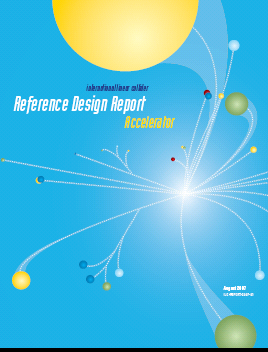 international linear collider
Reference Design Report
Accelerator
August 2007